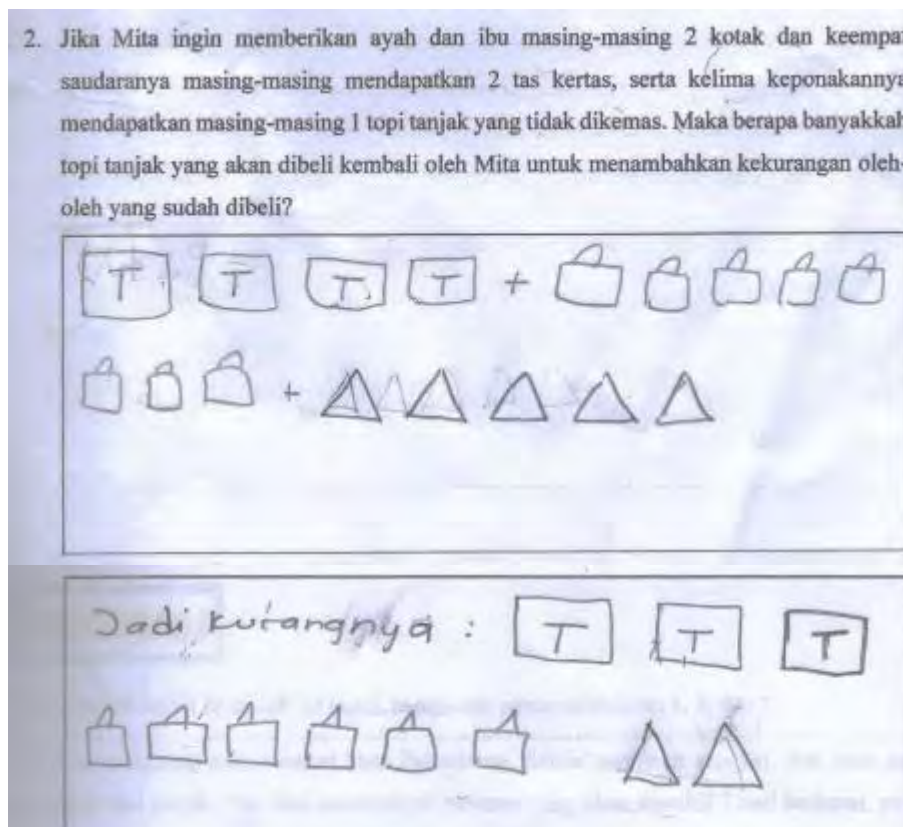 2. Jika Mita ingin memberikan ayah dan ibu masing-masing 2 kotak dan keempa
saudaranya masing-masing mendapatkan 2 tas kertas, serta kelima keponakannya
mendapatkan masing-masing 1 topi tanjak yang tidak dikemas. Maka berapa banyakkah
topi tanjak yang akan dibeli kembali oleh Mita untuk menambahkan kekurangan oleh-
oleh yang sudah dibeli?
T T T T +
+
Jadi kurangnya : T T T